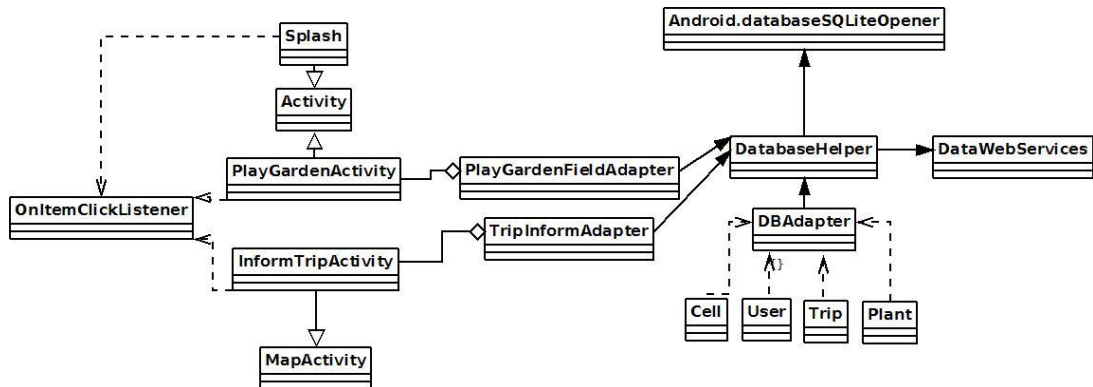 Android.databaseSQLiteOpener
Splash
Activity
DatabaseHelper
DataWebServices
PlayGardenActivity
PlayGardenFieldAdapter
OnItemClickListener
TripInformAdapter
DBAdapter
InformTripActivity
{}
Cell
User
Trip
Plant
MapActivity